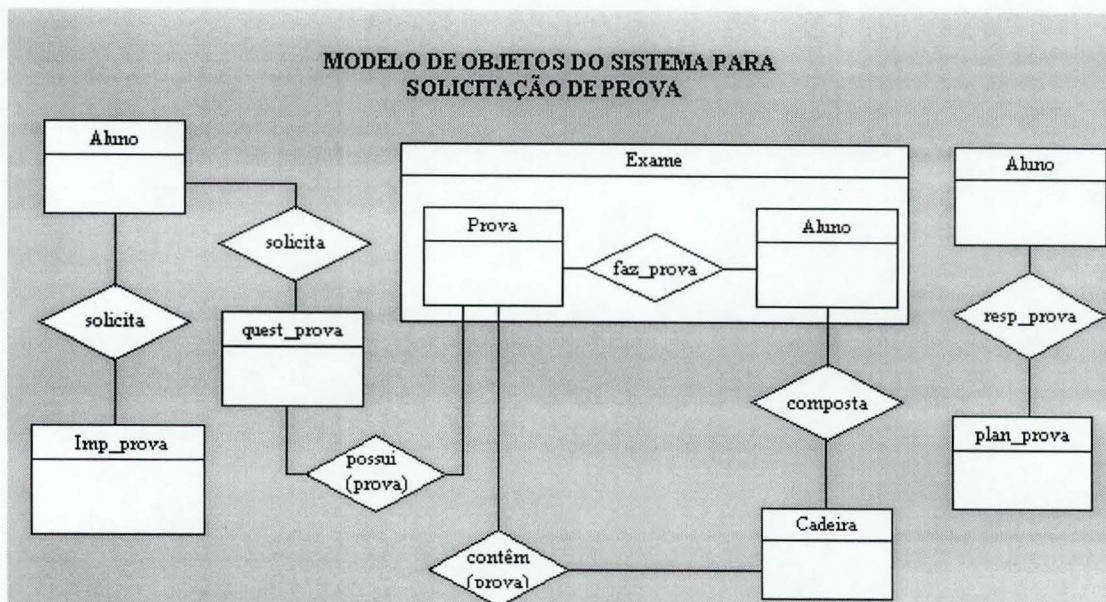 MODELO DE OBJETOS DO SISTEMA PARA
SOLICITAÇÃO DE PROVA
Aluno
Exame
Aluno
Prova
Aluno
solicita
faz_prova
solicita
quest_prova
resp_prova
composta
Imp_prova
plan_prova
possui
(prova)
Cadeira
contêm
(prova)